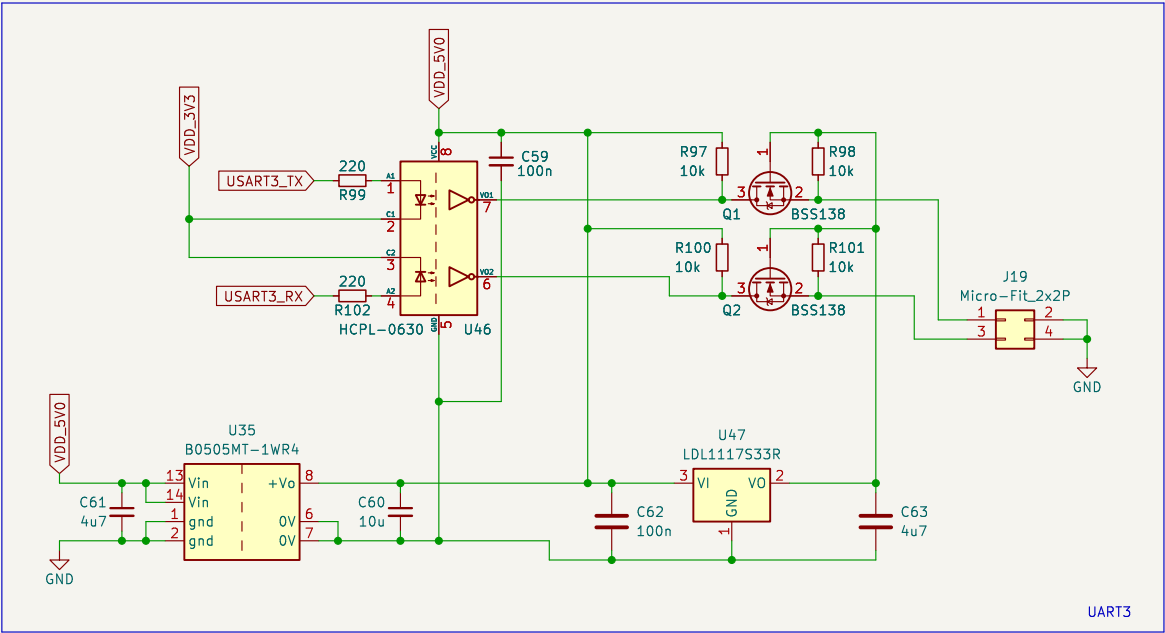 VDD_5V0
VDD_3V3
VCC
8
C59
100n
R97
10k
1
R98
10k
220
USART3_TX
R99
A1
1
VO1
7
3
2
Q1
BSS138
C1
2
C2
3
R100
10k
1
R101
10k
VO2
6
220
USART3_RX
R102
A2
4
3
2
Q2
BSS138
GND
5
HCPL-0630
U46
J19
Micro-Fit_2x2P
1
2
3
4
GND
VDD_5V0
U35
B0505MT-1WR4
13
Vin
+Vo
8
14
Vin
1
gnd
0V
6
2
gnd
0V
7
C61
4u7
GND
C60
10u
U47
LDL1117S33R
3
VI
VO
2
GND
1
C62
100n
C63
4u7
UART3